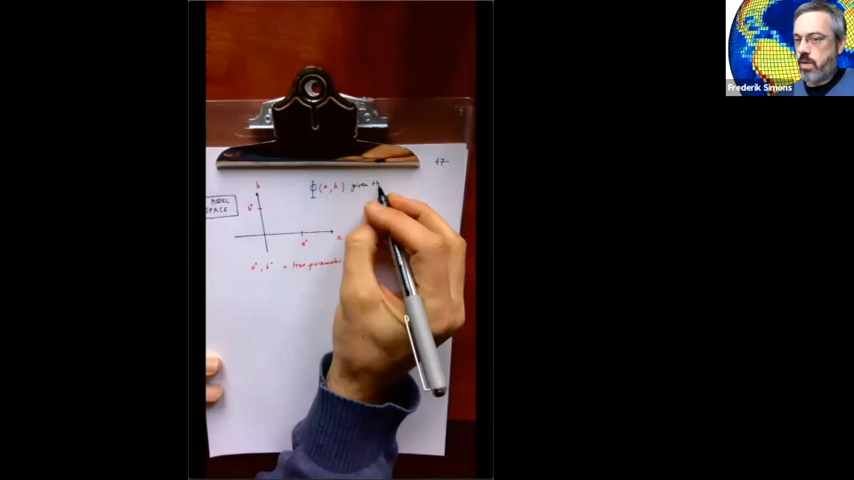 Frederik Simons
47
Φ(a, b) given th
b
MODEL
SPACE
b*
a
a*
a*, b* = true parameter